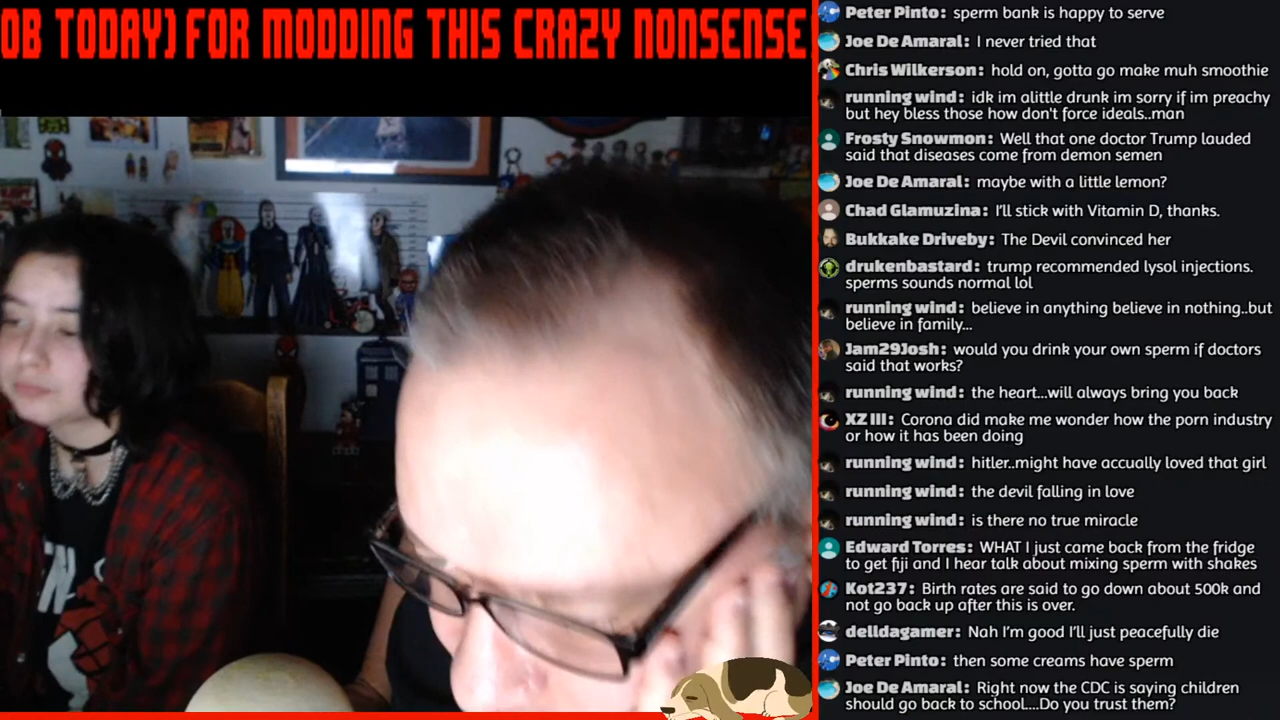 OB TODAY) FOR MODDING THIS CRAZY NONSENSE
Peter Pinto: sperm bank is happy to serve
Joe De Amaral: I never tried that
Chris Wilkerson: hold on, gotta go make muh smoothie
running wind: idk im alittle drunk im sorry if im preachy
but hey bless those how don't force ideals..man
Frosty Snowmon: Well that one doctor Trump lauded
said that diseases come from demon semen
Joe De Amaral: maybe with a little lemon?
Chad Glamuzina: I'll stick with Vitamin D, thanks.
Bukkake Driveby: The Devil convinced her
drukenbastard: trump recommended lysol injections.
sperms sounds normal lol
running wind: believe in anything believe in nothing..but
believe in family...
Jam29Josh: would you drink your own sperm if doctors
said that works?
running wind: the heart...will always bring you back
XZ III: Corona did make me wonder how the porn industry
or how it has been doing
running wind: hitler..might have accually loved that girl
running wind: the devil falling in love
running wind: is there no true miracle
Edward Torres: WHAT I just came back from the fridge
to get fiji and I hear talk about mixing sperm with shakes
Kot237: Birth rates are said to go down about 500k and
not go back up after this is over.
delldagamer: Nah I'm good I'll just peacefully die
Peter Pinto: then some creams have sperm
Joe De Amaral: Right now the CDC is saying children
should go back to school....Do you trust them?